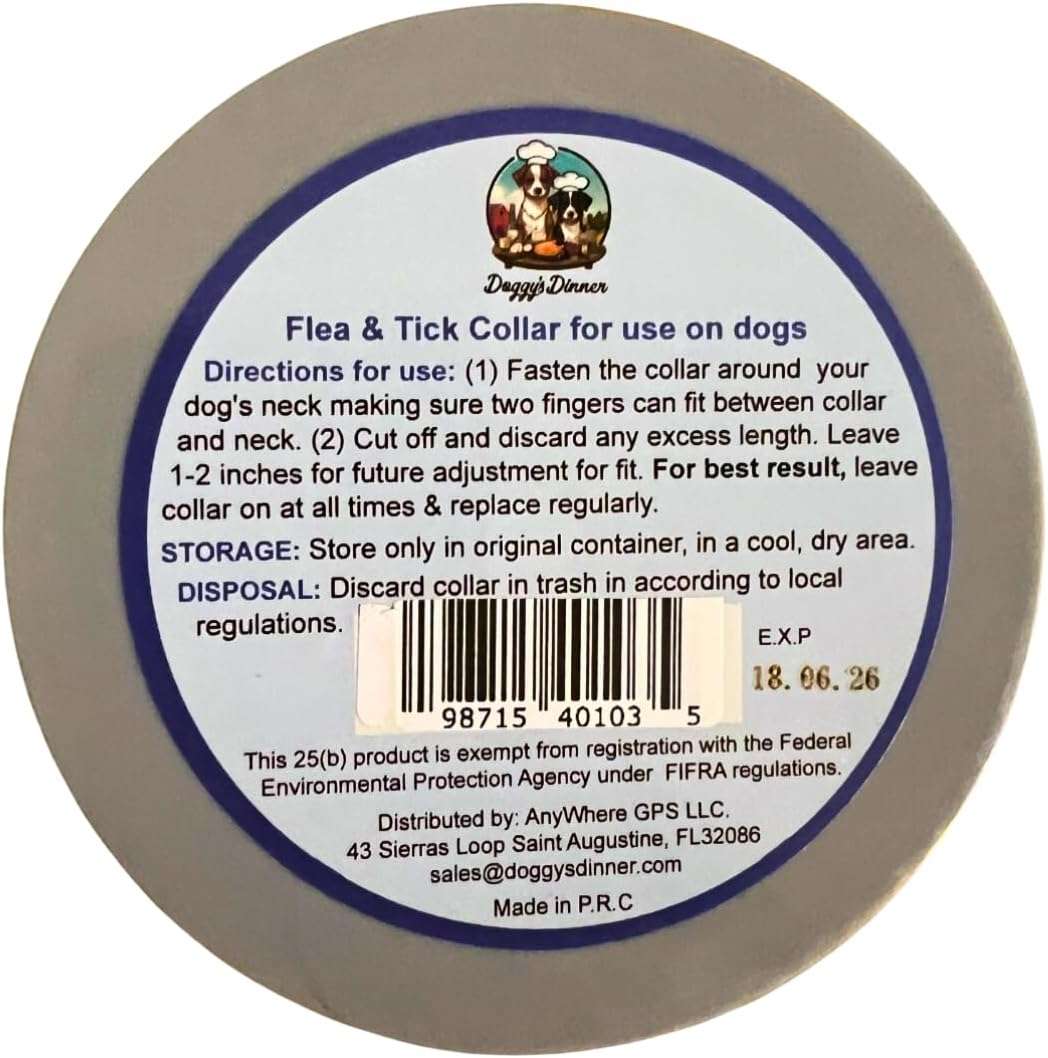 Doggy's Dinner
Flea & Tick Collar for use on dogs
Directions for use: (1) Fasten the collar around your
dog's neck making sure two fingers can fit between collar
and neck. (2) Cut off and discard any excess length. Leave
1-2 inches for future adjustment for fit. For best result, leave
collar on at all times & replace regularly.
STORAGE: Store only in original container, in a cool, dry area.
DISPOSAL: Discard collar in trash in according to local
regulations.
E.X.P
18. 06. 26
98715 40103 5
This 25(b) product is exempt from registration with the Federal
Environmental Protection Agency under FIFRA regulations.
Distributed by: AnyWhere GPS LLC.
43 Sierras Loop Saint Augustine, FL32086
sales@doggysdinner.com
Made in P.R.C